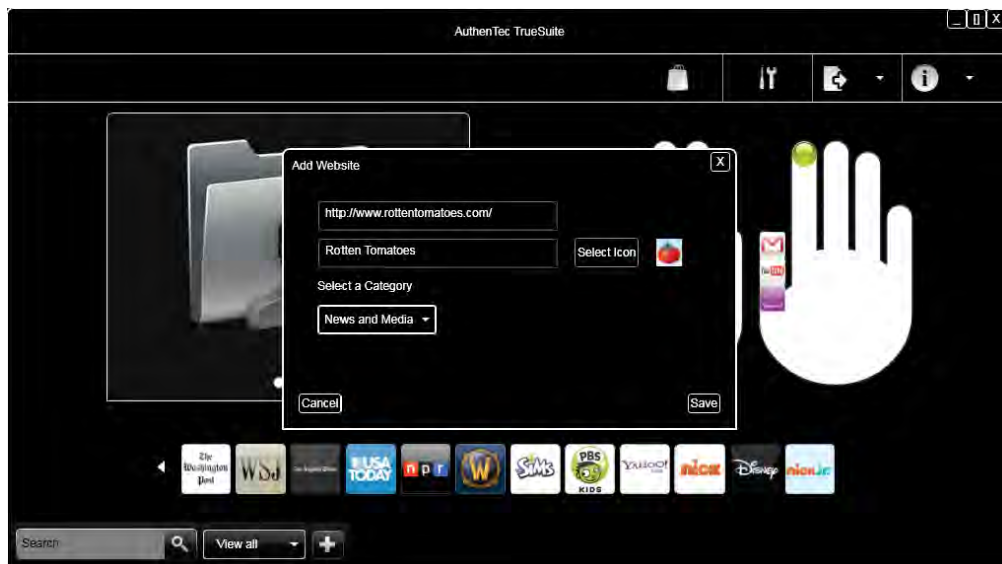 AuthenTec TrueSuite
_ [] X
i
Add Website
X
http://www.rottentomatoes.com/
Rotten Tomatoes
Select Icon
Select a Category
News and Media
Cancel
Save
The
Washington
Post
WSJ
USA
TODAY
npr
W
SiMS
PBS
KIDS
YAHOO!
nick
Disney
nick jr.
Search
View all